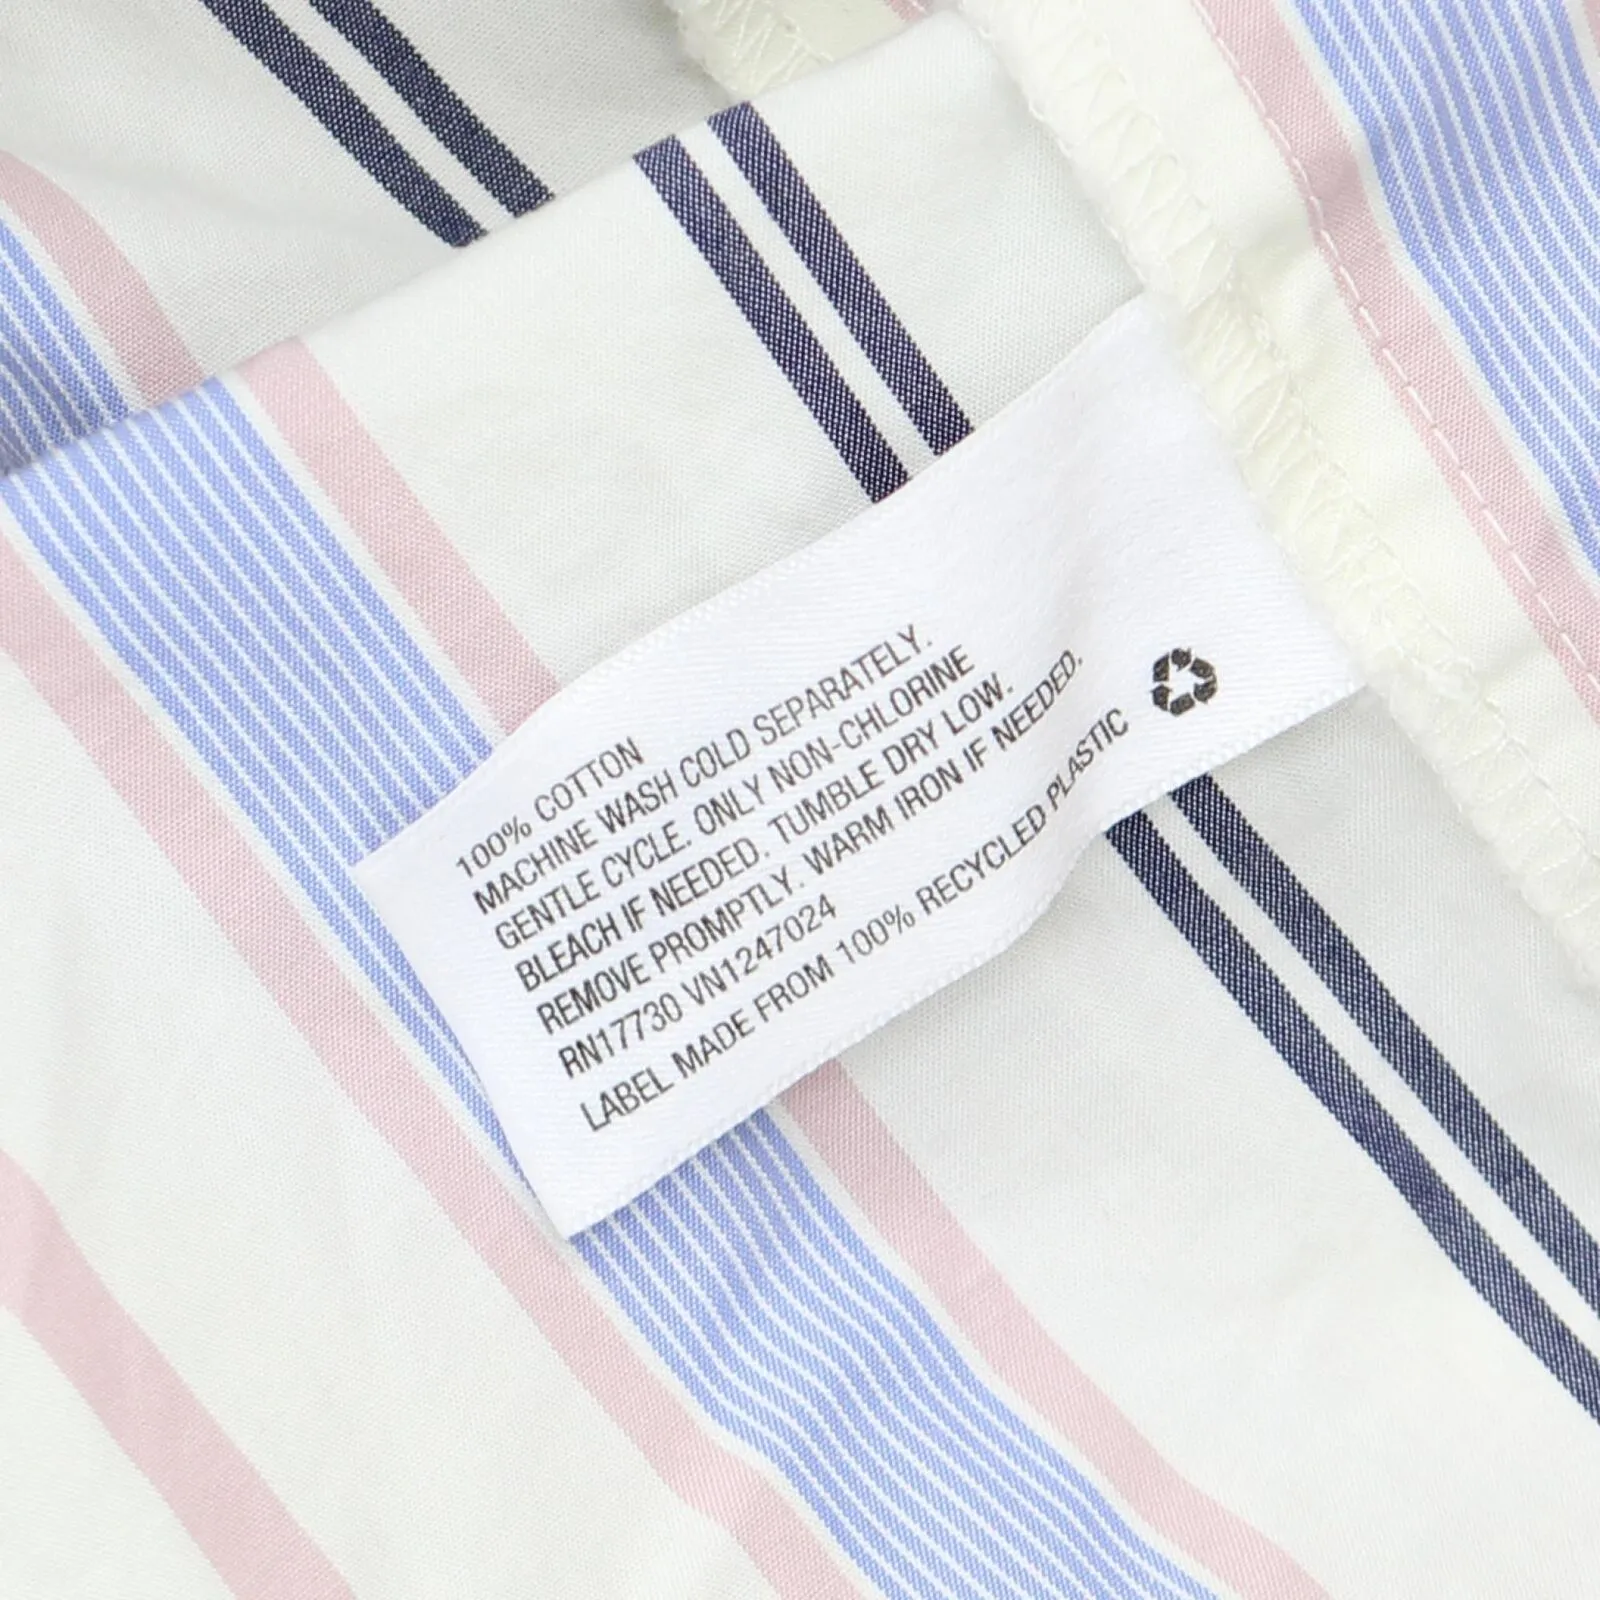 100% COTTON
MACHINE WASH COLD SEPARATELY.
GENTLE CYCLE. ONLY NON-CHLORINE
BLEACH IF NEEDED. TUMBLE DRY LOW.
REMOVE PROMPTLY. WARM IRON IF NEEDED.
RN17730 VN1247024
LABEL MADE FROM 100% RECYCLED PLASTIC